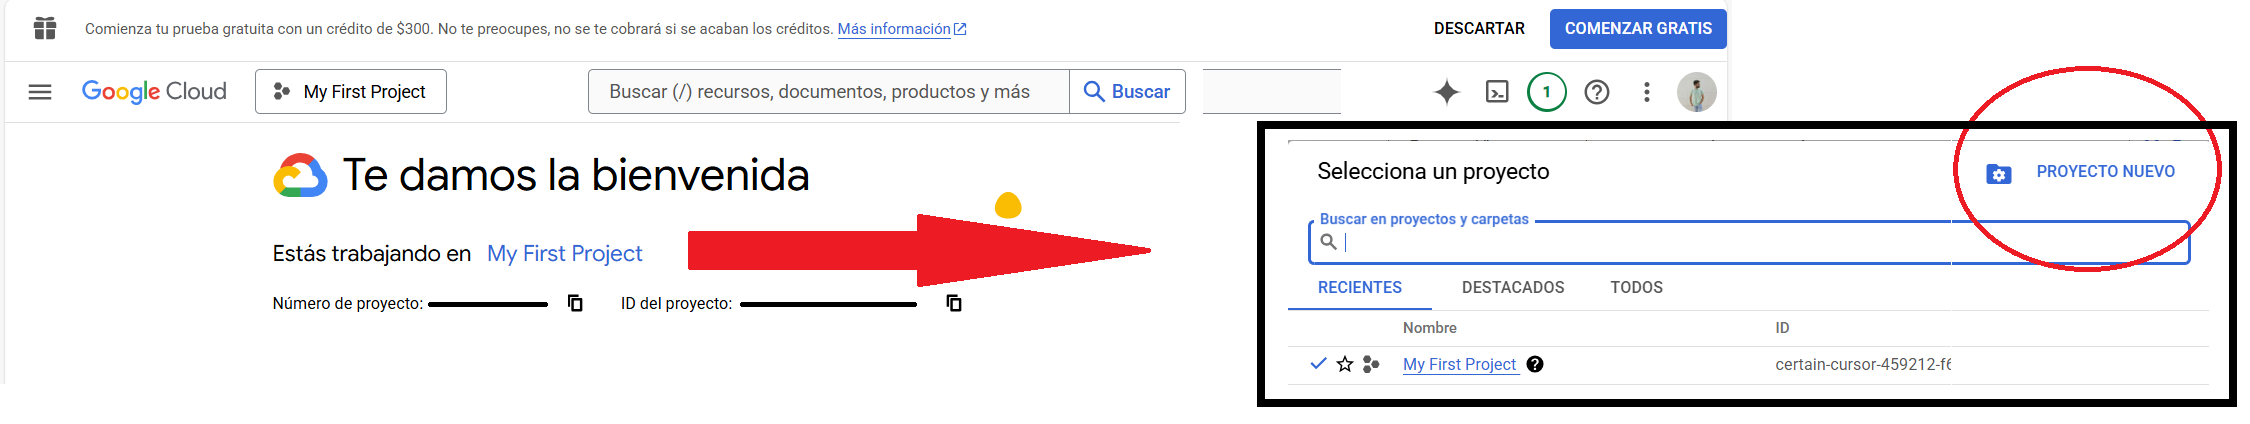 Comienza tu prueba gratuita con un crédito de $300. No te preocupes, no se te cobrará si se acaban los créditos. Más información
DESCARTAR
COMENZAR GRATIS
Google Cloud
My First Project
Buscar (/) recursos, documentos, productos y más
Buscar
1
Te damos la bienvenida
Estás trabajando en My First Project
Número de proyecto:
ID del proyecto:
Selecciona un proyecto
PROYECTO NUEVO
Buscar en proyectos y carpetas
RECIENTES
DESTACADOS
TODOS
Nombre
ID
My First Project
certain-cursor-459212-f6